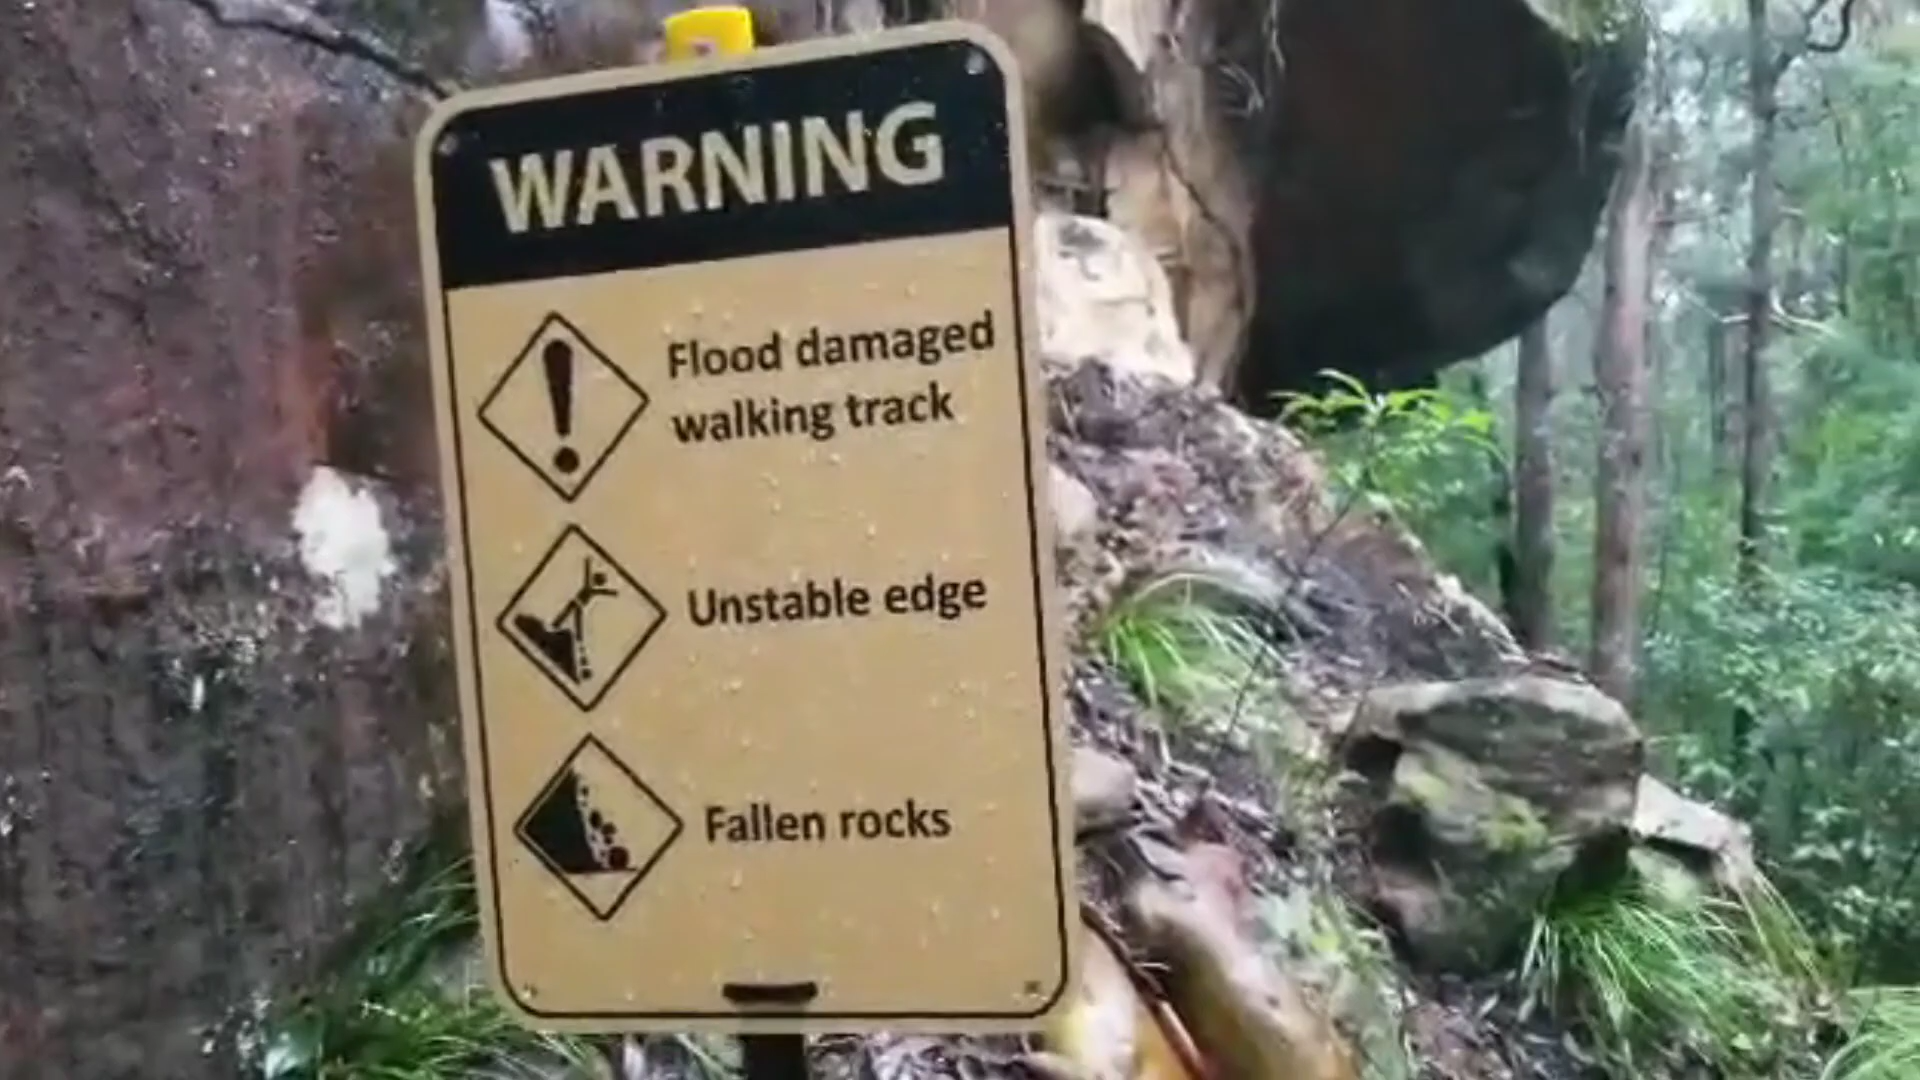 WARNING
Flood damaged
walking track
Unstable edge
Fallen rocks